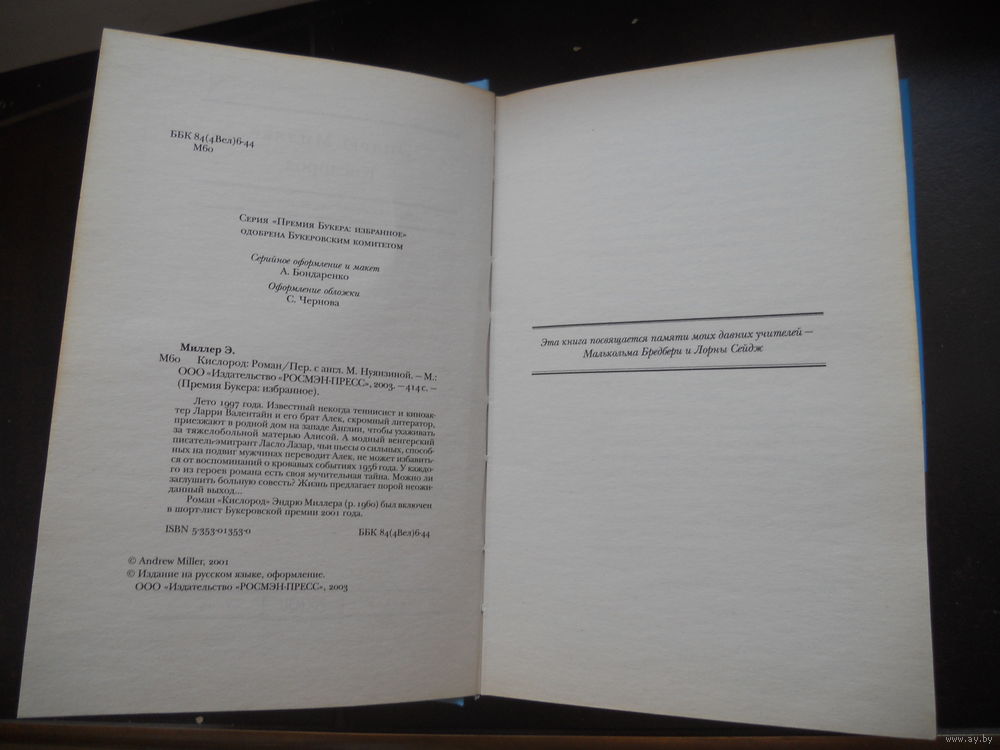 ББК 84(4Вел)6-44
М60
Серия «Премия Букера: избранное»
одобрена Букеровским комитетом
Серийное оформление и макет
А. Бондаренко
Оформление обложки
С. Чернова
Миллер Э.
М60 Кислород: Роман/Пер. с англ. М. Нуянзиной. — М.:
ООО «Издательство «РОСМЭН-ПРЕСС», 2003. — 414 с. —
(Премия Букера: избранное).
Лето 1997 года. Известный некогда теннисист и киноак-
тер Ларри Валентайн и его брат Алек, скромный литератор,
приезжают в родной дом на западе Англии, чтобы ухаживать
за тяжелобольной матерью Алисой. А модный венгерский
писатель-эмигрант Ласло Лазар, чьи пьесы о сильных, способ-
ных на подвиг мужчинах переводит Алек, не может избавить-
ся от воспоминаний о кровавых событиях 1956 года. У каждо-
го из героев романа есть своя мучительная тайна. Можно ли
заглушить больную совесть? Жизнь предлагает порой неожи-
данный выход...
Роман «Кислород» Эндрю Миллера (р. 1960) был включен
в шорт-лист Букеровской премии 2001 года.
ISBN 5-353-01353-0 ББК 84(4Вел)6-44
© Andrew Miller, 2001
© Издание на русском языке, оформление.
ООО «Издательство «РОСМЭН-ПРЕСС», 2003
Эта книга посвящается памяти моих давних учителей —
Малькольма Бредбери и Лорны Сейдж
www.ay.by